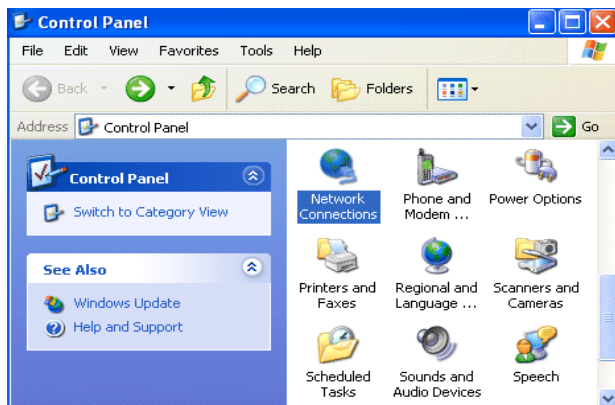 Control Panel
File Edit View Favorites Tools Help
Back Search Folders
Address Control Panel Go
Control Panel
Switch to Category View
See Also
Windows Update
Help and Support
Network
Connections
Phone and
Modem ...
Power Options
Printers and
Faxes
Regional and
Language ...
Scanners and
Cameras
Scheduled
Tasks
Sounds and
Audio Devices
Speech